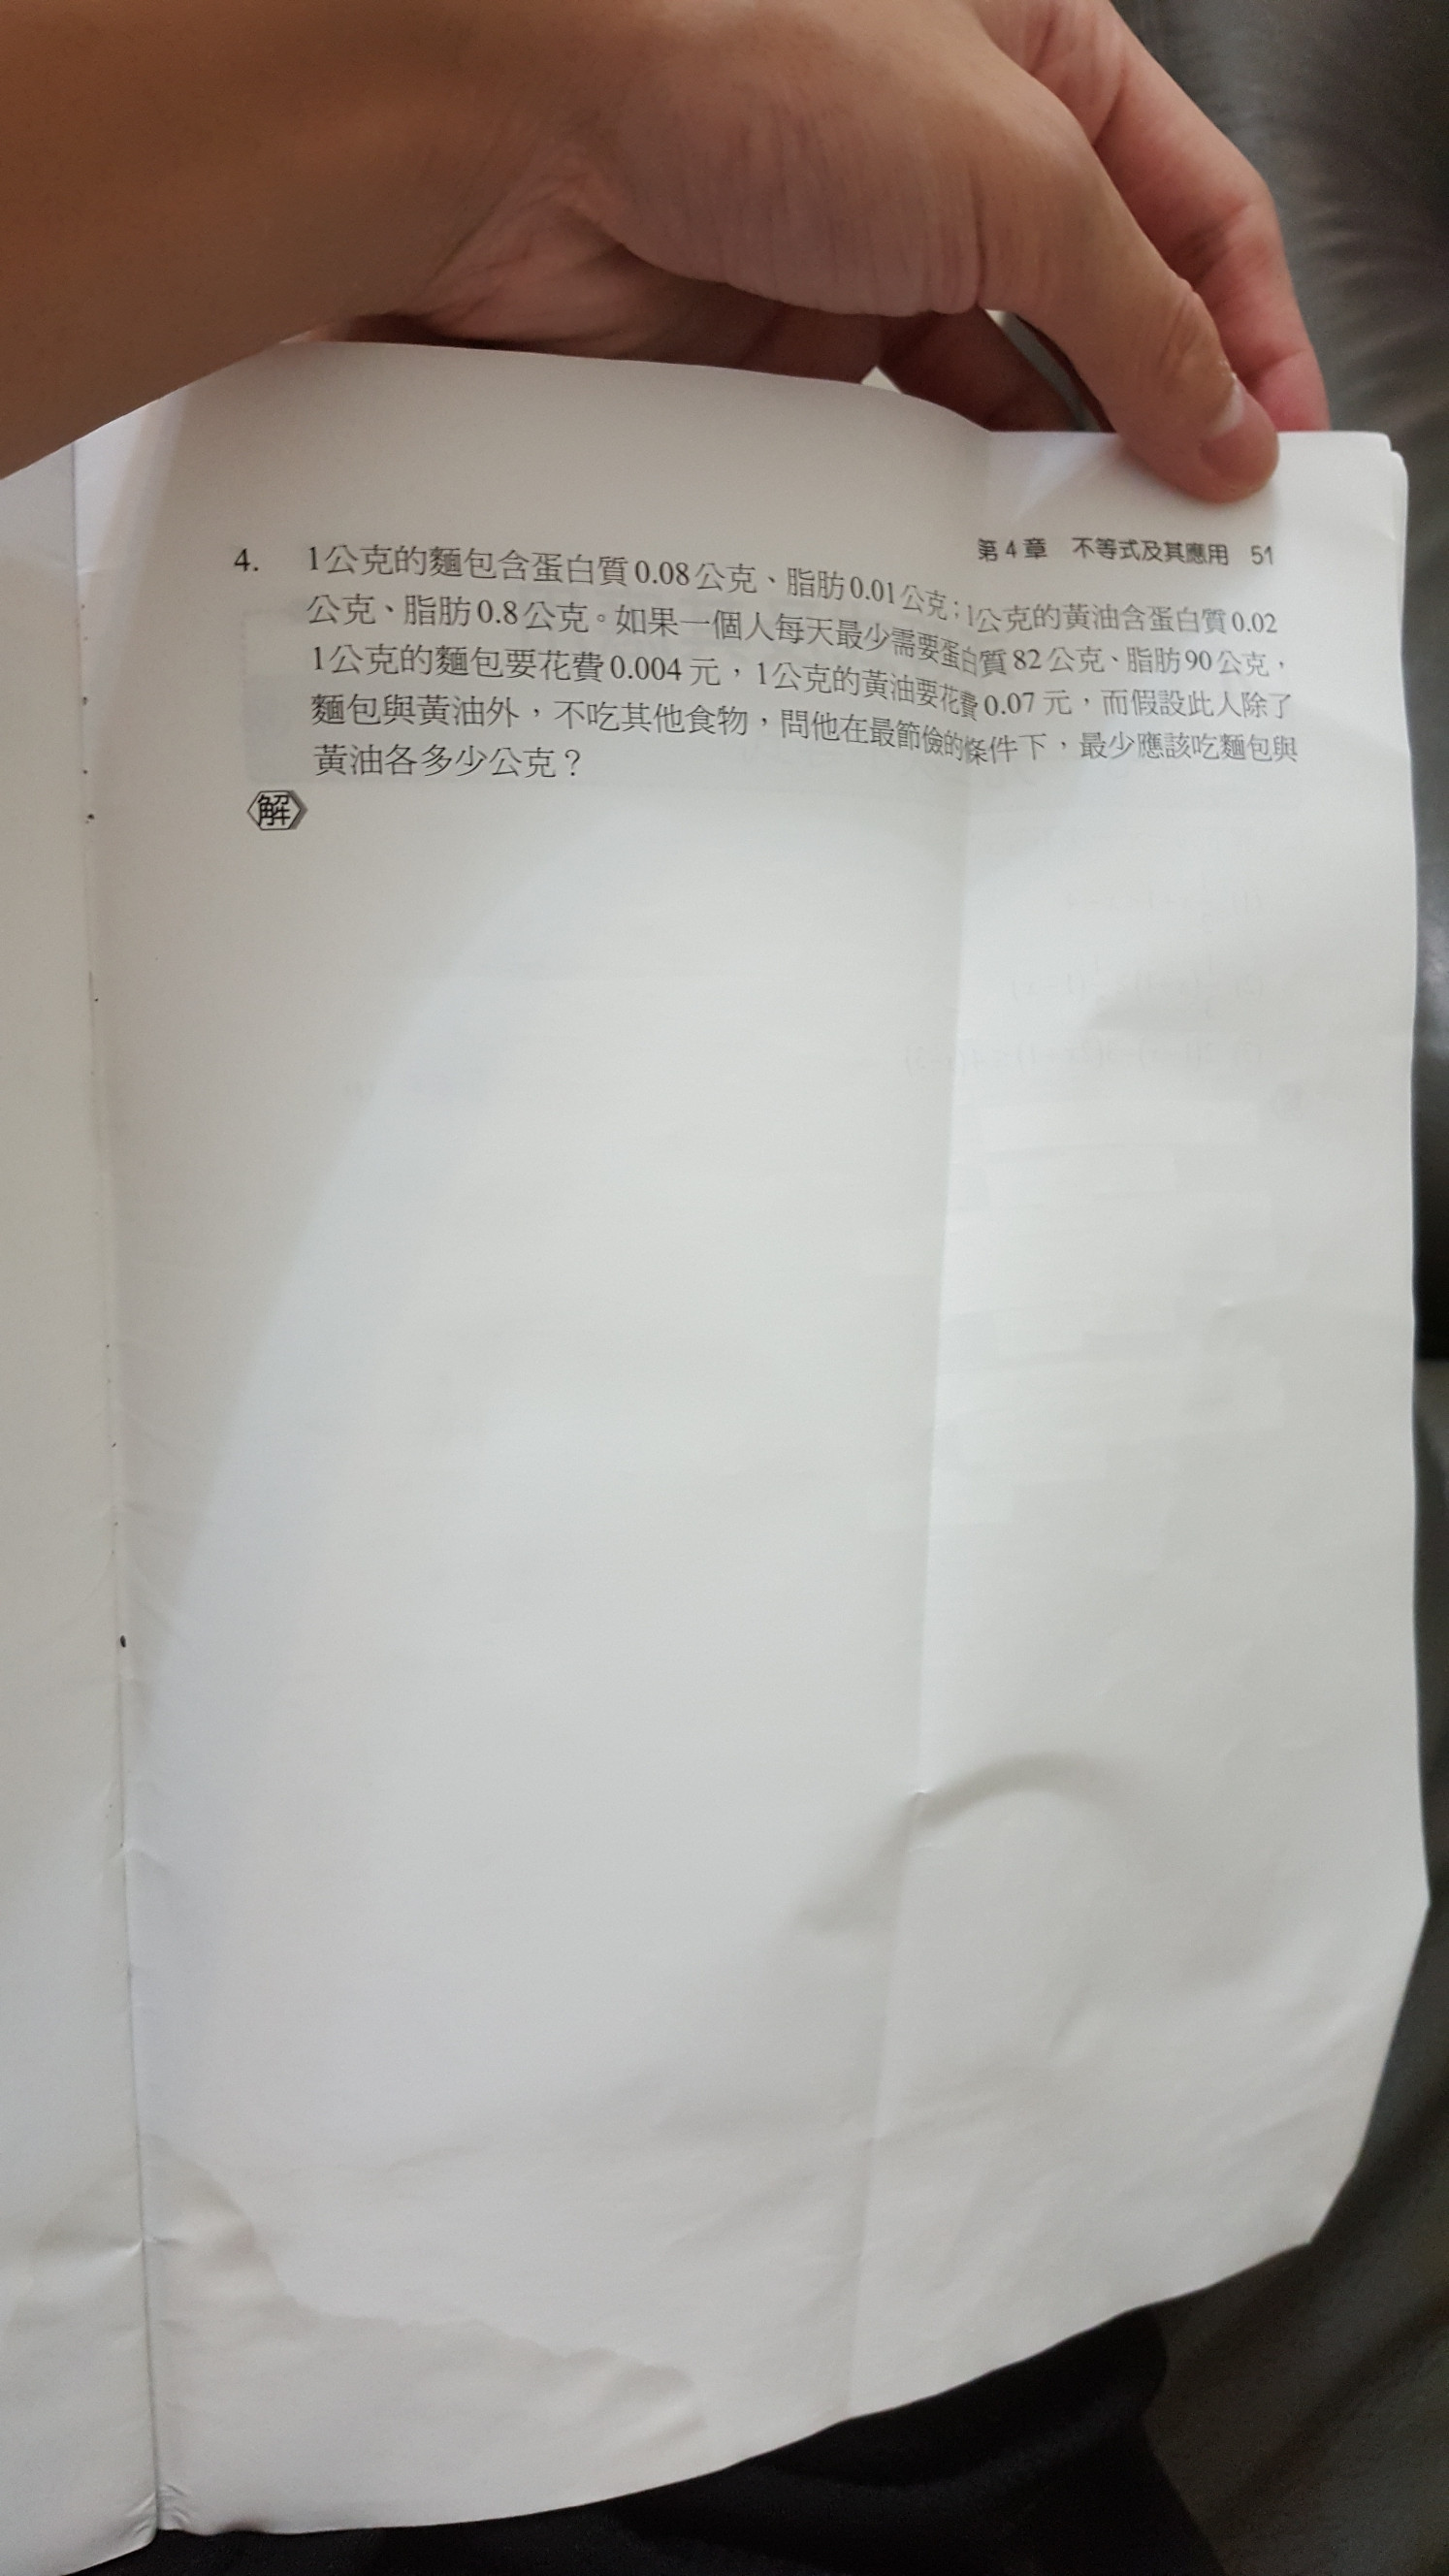 第4章 不等式及其應用 51
4. 1公克的麵包含蛋白質0.08公克、脂肪0.01公克；1公克的黃油含蛋白質0.02
公克、脂肪0.8公克。如果一個人每天最少需要蛋白質82公克、脂肪90公克，
1公克的麵包要花費0.004元，1公克的黃油要花費0.07元，而假設此人除了
麵包與黃油外，不吃其他食物，問他在最節儉的條件下，最少應該吃麵包與
黃油各多少公克？
解